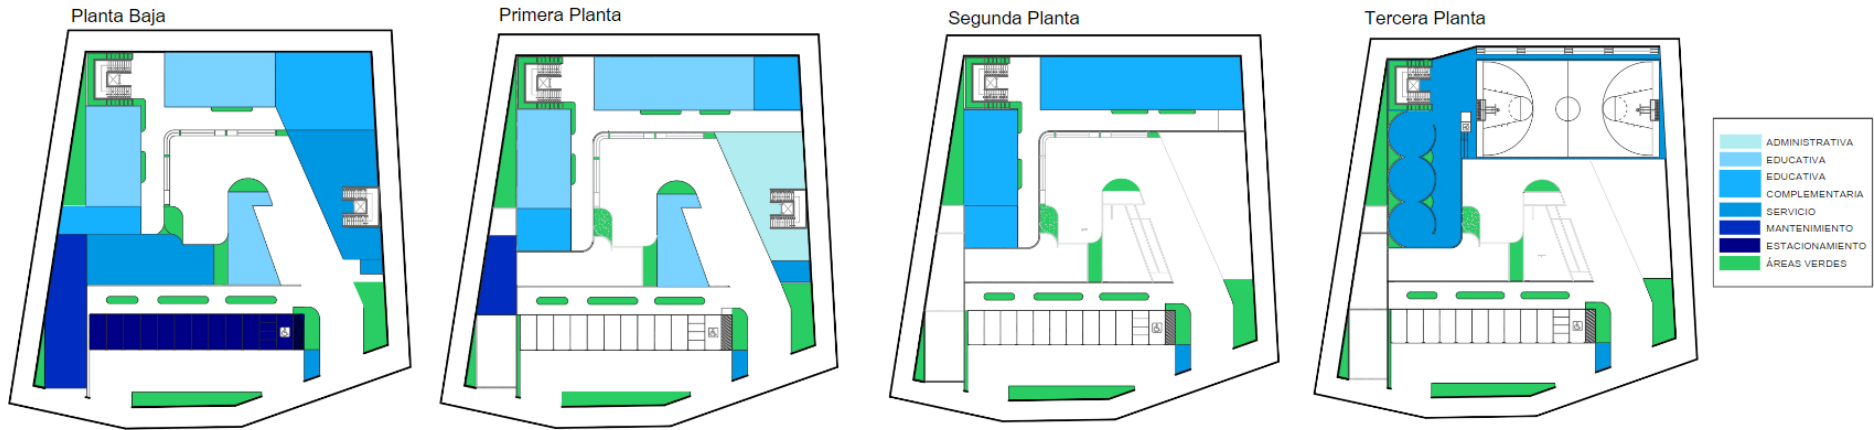 Planta Baja
Primera Planta
Segunda Planta
Tercera Planta
ADMINISTRATIVA
EDUCATIVA
EDUCATIVA
COMPLEMENTARIA
SERVICIO
MANTENIMIENTO
ESTACIONAMIENTO
ÁREAS VERDES